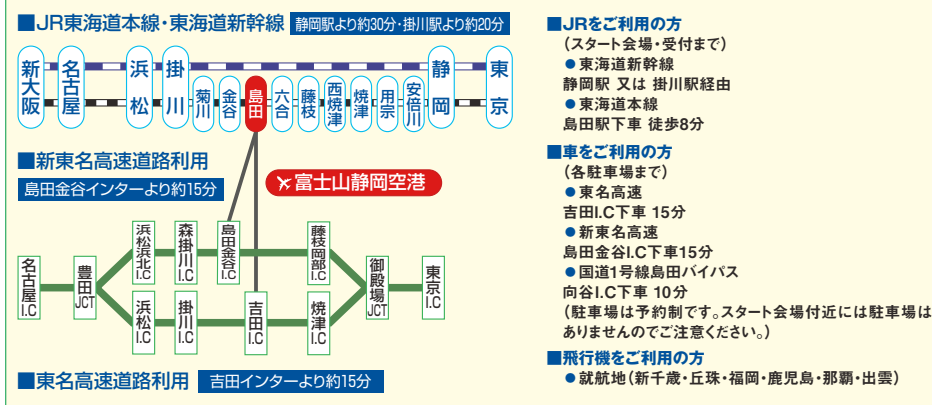 ■JR東海道本線・東海道新幹線 静岡駅より約30分・掛川駅より約20分
新大阪
名古屋
浜松
掛川
菊川
金谷
島田
六合
藤枝
西焼津
焼津
用宗
安倍川
静岡
東京
■新東名高速道路利用
島田金谷インターより約15分
富士山静岡空港
名古屋I.C
豊田JCT
浜松浜北I.C
森掛川I.C
島田金谷I.C
藤枝岡部I.C
浜松I.C
掛川I.C
吉田I.C
焼津I.C
御殿場JCT
東京I.C
■東名高速道路利用 吉田インターより約15分
■JRをご利用の方
(スタート会場・受付まで)
●東海道新幹線
静岡駅 又は 掛川駅経由
●東海道本線
島田駅下車 徒歩8分
■車をご利用の方
(各駐車場まで)
●東名高速
吉田I.C下車 15分
●新東名高速
島田金谷I.C下車15分
●国道1号線島田バイパス
向谷I.C下車 10分
(駐車場は予約制です。スタート会場付近には駐車場は
ありませんのでご注意ください。)
■飛行機をご利用の方
●就航地(新千歳・丘珠・福岡・鹿児島・那覇・出雲)